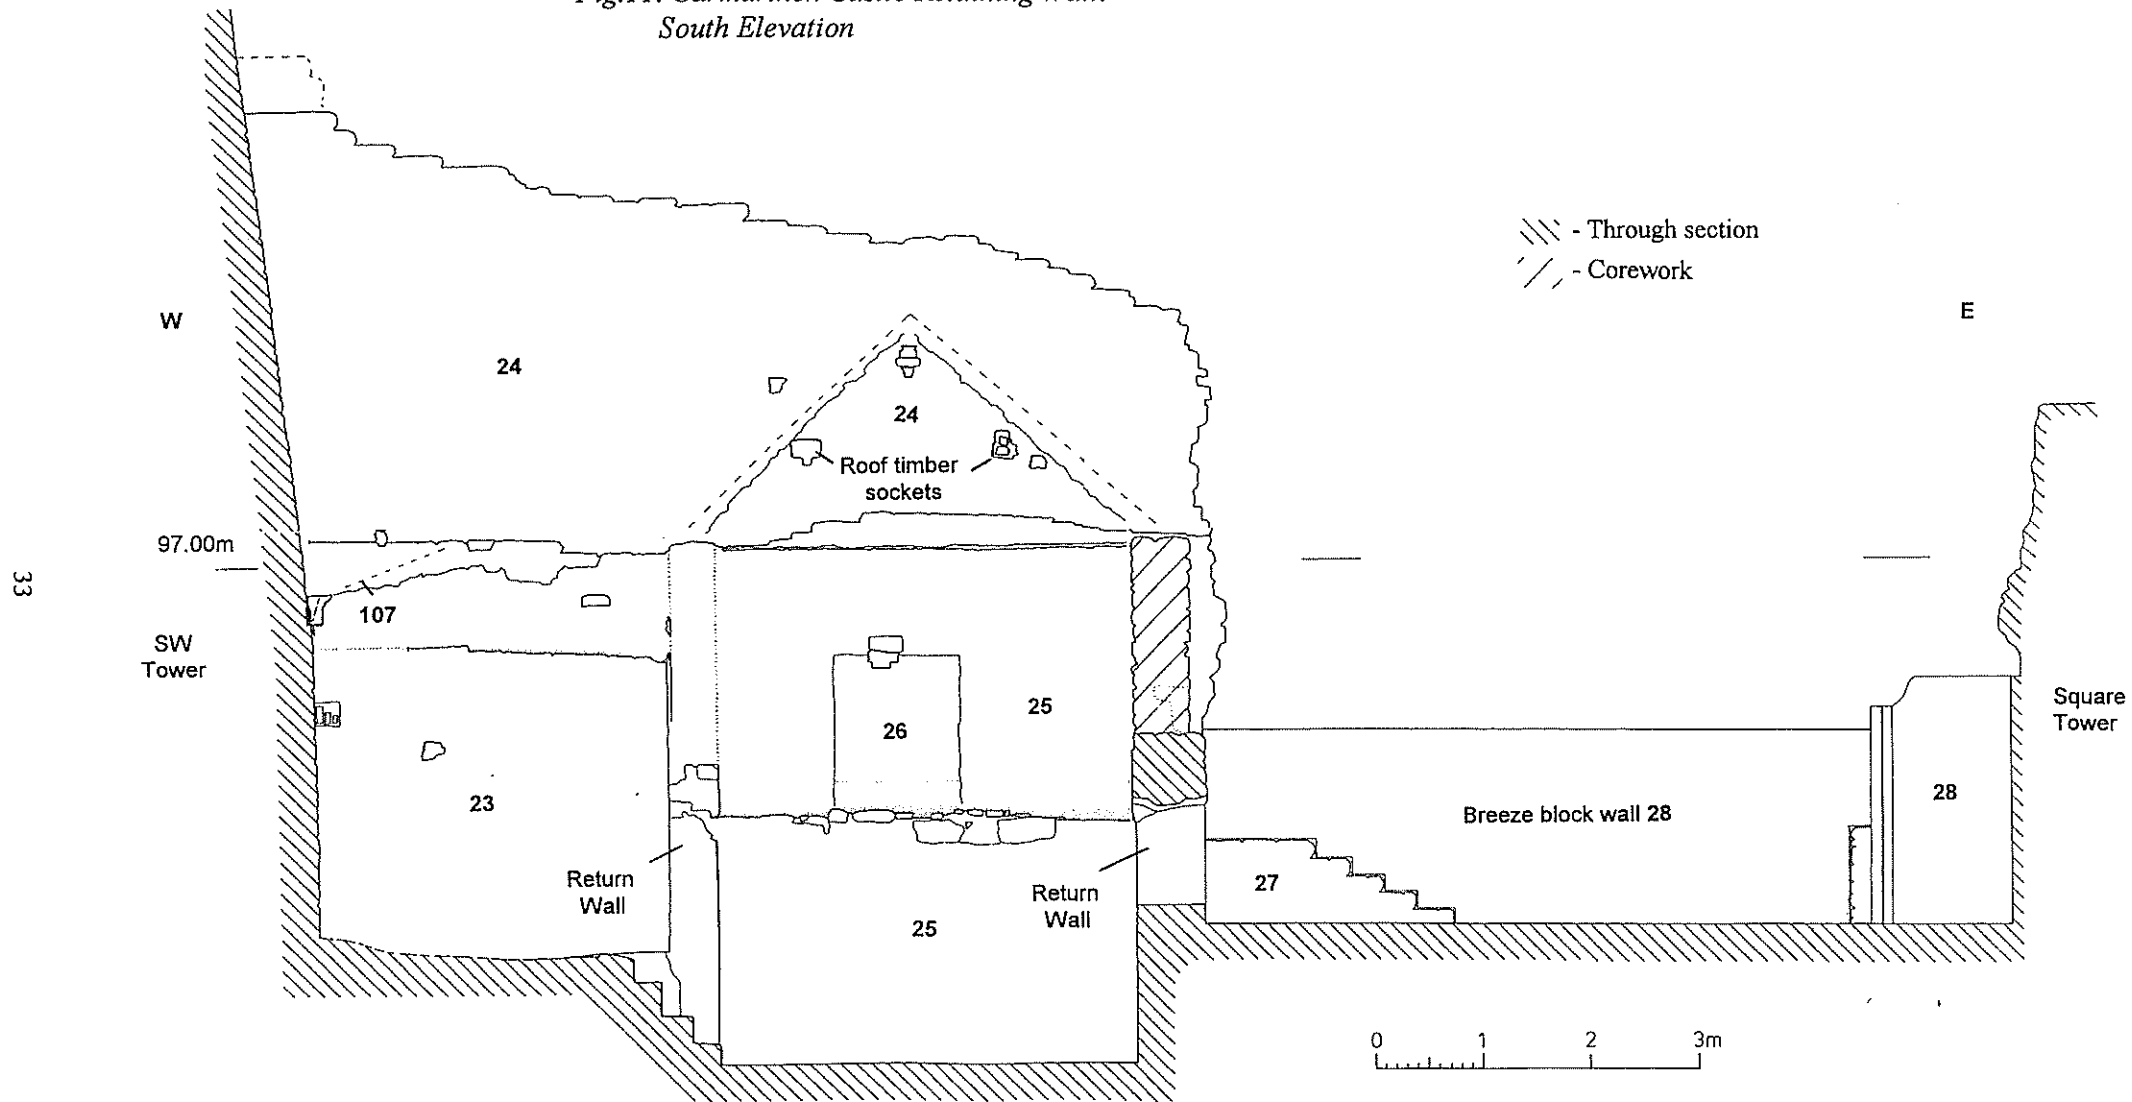 South Elevation
- Through section
- Corework
W
E
24
24
Roof timber
sockets
97.00m
107
SW
Tower
33
23
26
25
Square
Tower
28
Breeze block wall 28
Return
Wall
Return
Wall
27
25
0 1 2 3m